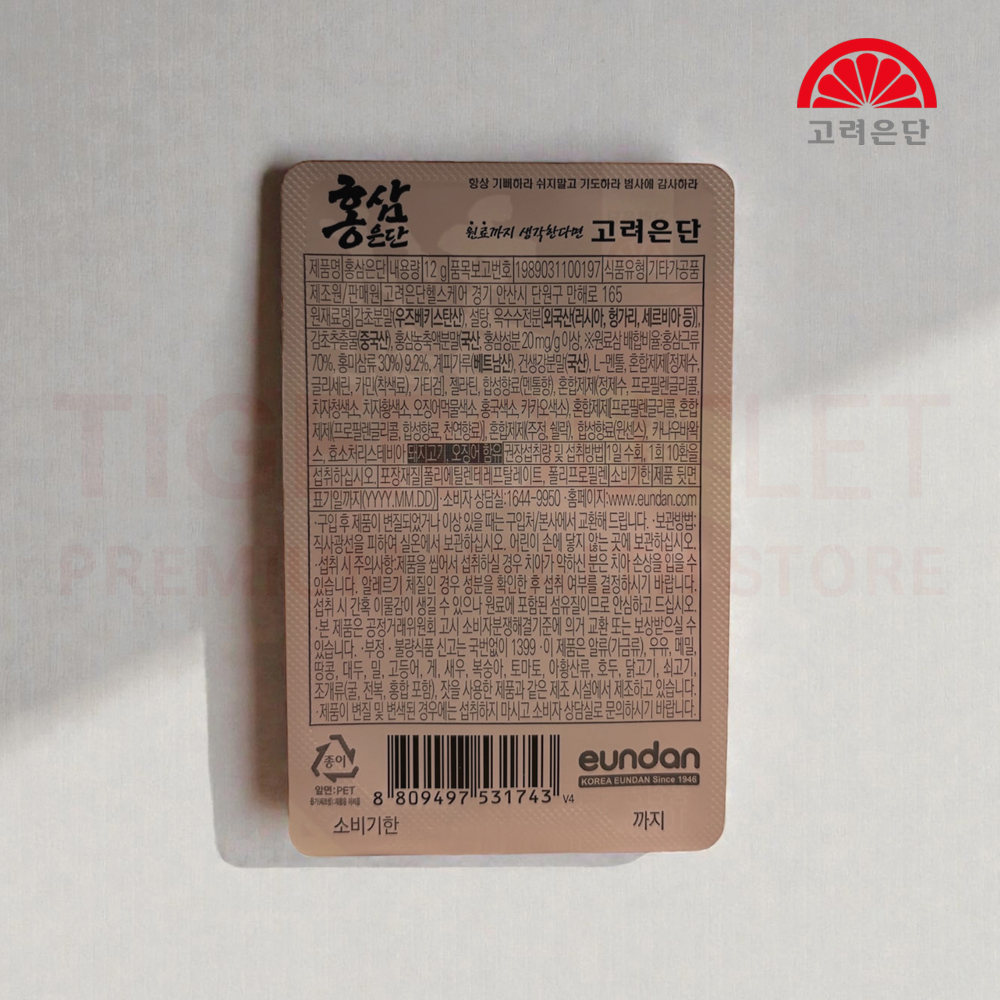 고려은단
홍삼
은단
항상 기뻐하라 쉬지말고 기도하라 범사에 감사하라
원료까지 생각한다면 고려은단
제품명 홍삼은단 내용량 12 g 품목보고번호 1989031100197 식품유형 기타가공품
제조원/판매원 고려은단헬스케어 경기 안산시 단원구 만해로 165
원재료명 감초분말(우즈베키스탄산), 설탕, 옥수수전분[외국산(러시아, 헝가리, 세르비아 등)],
감초추출물(중국산), 홍삼농축액분말(국산, 홍삼성분 20 mg/g 이상, 원료삼 배합비율:홍삼근류
70%, 홍미삼류 30%) 9.2%, 계피가루(베트남산), 건생강분말(국산), L-멘톨, 혼합제제[정제수,
글리세린, 카민(착색료), 가티검], 젤라틴, 합성향료(멘톨향), 혼합제제(정제수, 프로필렌글리콜,
치자청색소, 치자황색소, 오징어먹물색소, 홍국색소, 카카오색소), 혼합제제[프로필렌글리콜, 혼합
제제(프로필렌글리콜, 합성향료, 천연향료)], 혼합제제(주정, 쉘락), 합성향료(윈센스), 카나우바왁
스, 효소처리스테비아 돼지고기, 오징어 함유 권장섭취량 및 섭취방법 1일 수회, 1회 10환을
섭취하십시오. 포장재질 폴리에틸렌테레프탈레이트, 폴리프로필렌 소비기한 제품 뒷면
표기일까지(YYYY.MM.DD) ·소비자 상담실:1644-9950 ·홈페이지:www.eundan.com
·구입 후 제품이 변질되었거나 이상 있을 때는 구입처/본사에서 교환해 드립니다. ·보관방법:
직사광선을 피하여 실온에서 보관하십시오. 어린이 손에 닿지 않는 곳에 보관하십시오.
·섭취 시 주의사항:제품을 씹어서 섭취하실 경우 치아가 약하신 분은 치아 손상을 입을 수
있습니다. 알레르기 체질인 경우 성분을 확인한 후 섭취 여부를 결정하시기 바랍니다.
섭취 시 간혹 이물감이 생길 수 있으나 원료에 포함된 섬유질이므로 안심하고 드십시오.
·본 제품은 공정거래위원회 고시 소비자분쟁해결기준에 의거 교환 또는 보상받으실 수
있습니다. ·부정·불량식품 신고는 국번없이 1399 ·이 제품은 알류(가금류), 우유, 메밀,
땅콩, 대두, 밀, 고등어, 게, 새우, 복숭아, 토마토, 아황산류, 호두, 닭고기, 쇠고기,
조개류(굴, 전복, 홍합 포함), 잣을 사용한 제품과 같은 제조 시설에서 제조하고 있습니다.
·제품이 변질 및 변색된 경우에는 섭취하지 마시고 소비자 상담실로 문의하시기 바랍니다.
종이
앞면:PET
8 809497 531743 V4
eundan
KOREA EUNDAN Since 1946
소비기한 까지